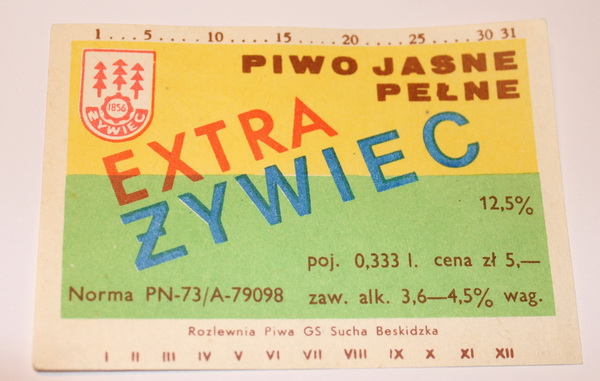 1 . . . 5 . . . . 10 . . . . 15 . . . . 20 . . . . 25 . . . . 30 31
1856
ŻYWIEC
PIWO JASNE
PEŁNE
EXTRA
ŻYWIEC
12,5%
poj. 0,333 l. cena zł 5,—
Norma PN-73/A-79098 zaw. alk. 3,6—4,5% wag.
Rozlewnia Piwa GS Sucha Beskidzka
I II III IV V VI VII VIII IX X XI XII